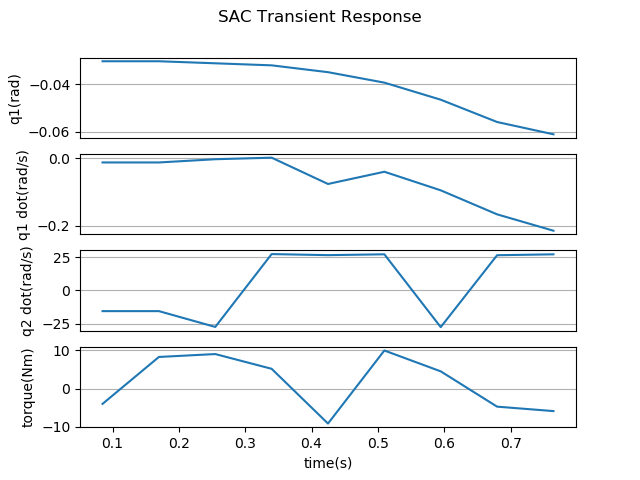 SAC Transient Response
q1(rad)
−0.04
−0.06
q1 dot(rad/s)
0.0
−0.2
q2 dot(rad/s)
25
0
−25
torque(Nm)
10
0
−10
0.1 0.2 0.3 0.4 0.5 0.6 0.7
time(s)